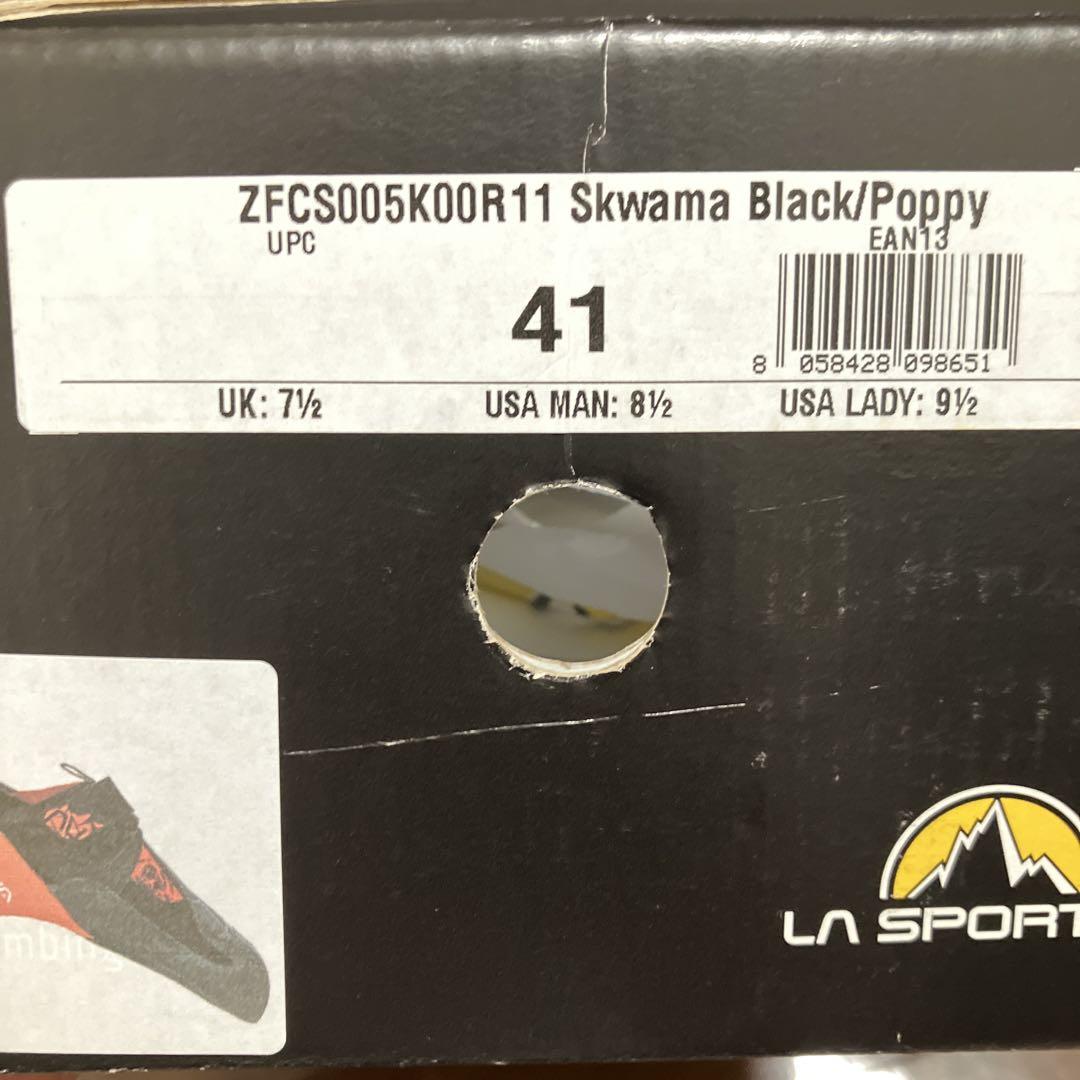 ZFCS005K00R11 Skwama Black/Poppy
UPC
EAN13
41
8 058428 098651
UK: 7½
USA MAN: 8½
USA LADY: 9½
LA SPORT
mbing